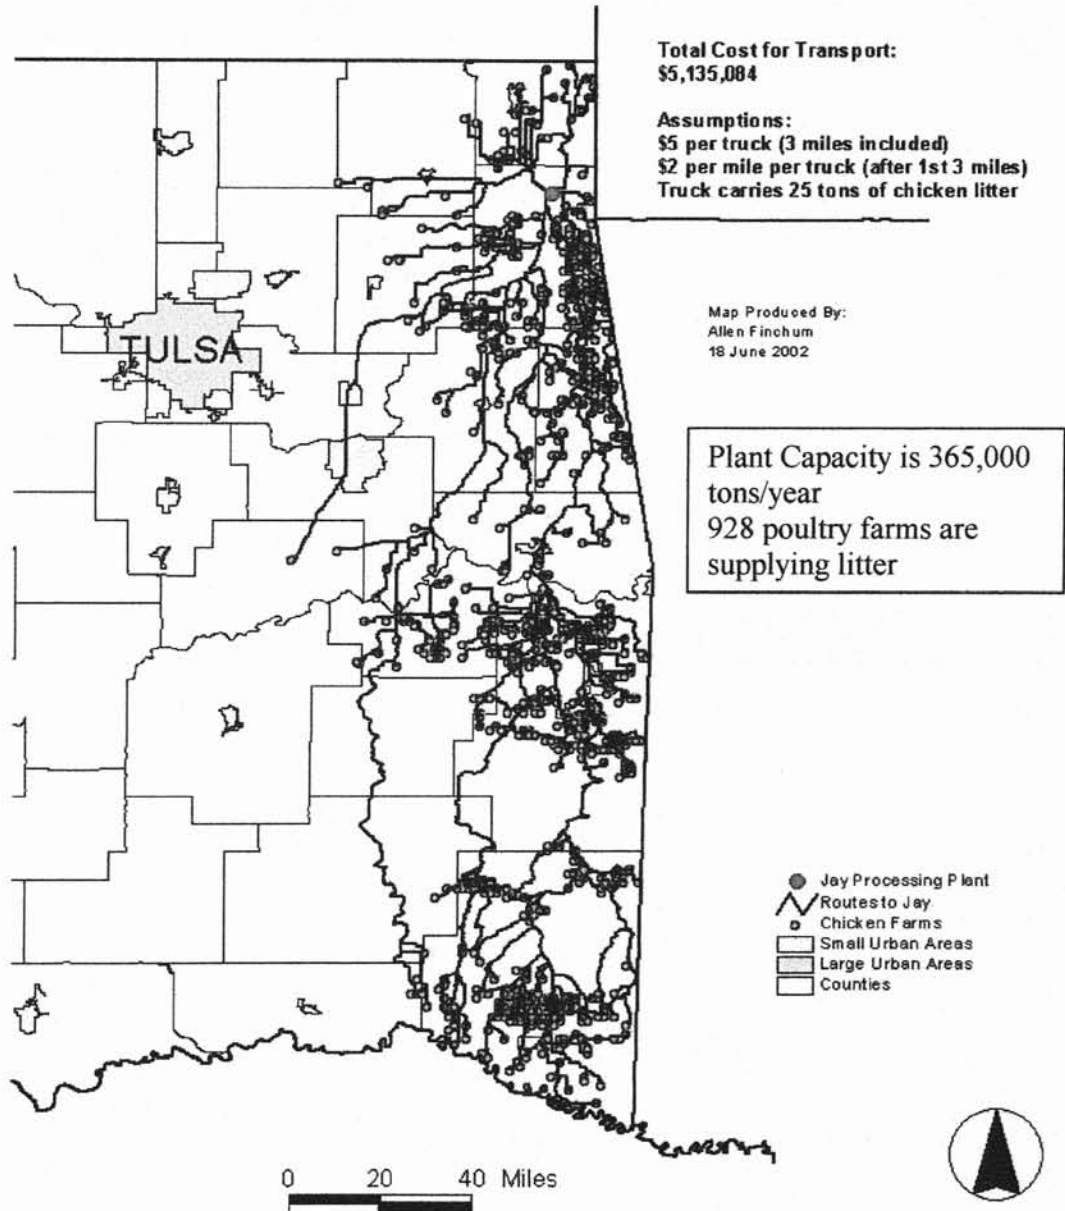 Total Cost for Transport:
$5,135,084
Assumptions:
$5 per truck (3 miles included)
$2 per mile per truck (after 1st 3 miles)
Truck carries 25 tons of chicken litter
Map Produced By:
Allen Finchum
18 June 2002
TULSA
Plant Capacity is 365,000
tons/year
928 poultry farms are
supplying litter
Jay Processing Plant
Routes to Jay
Chicken Farms
Small Urban Areas
Large Urban Areas
Counties
0 20 40 Miles